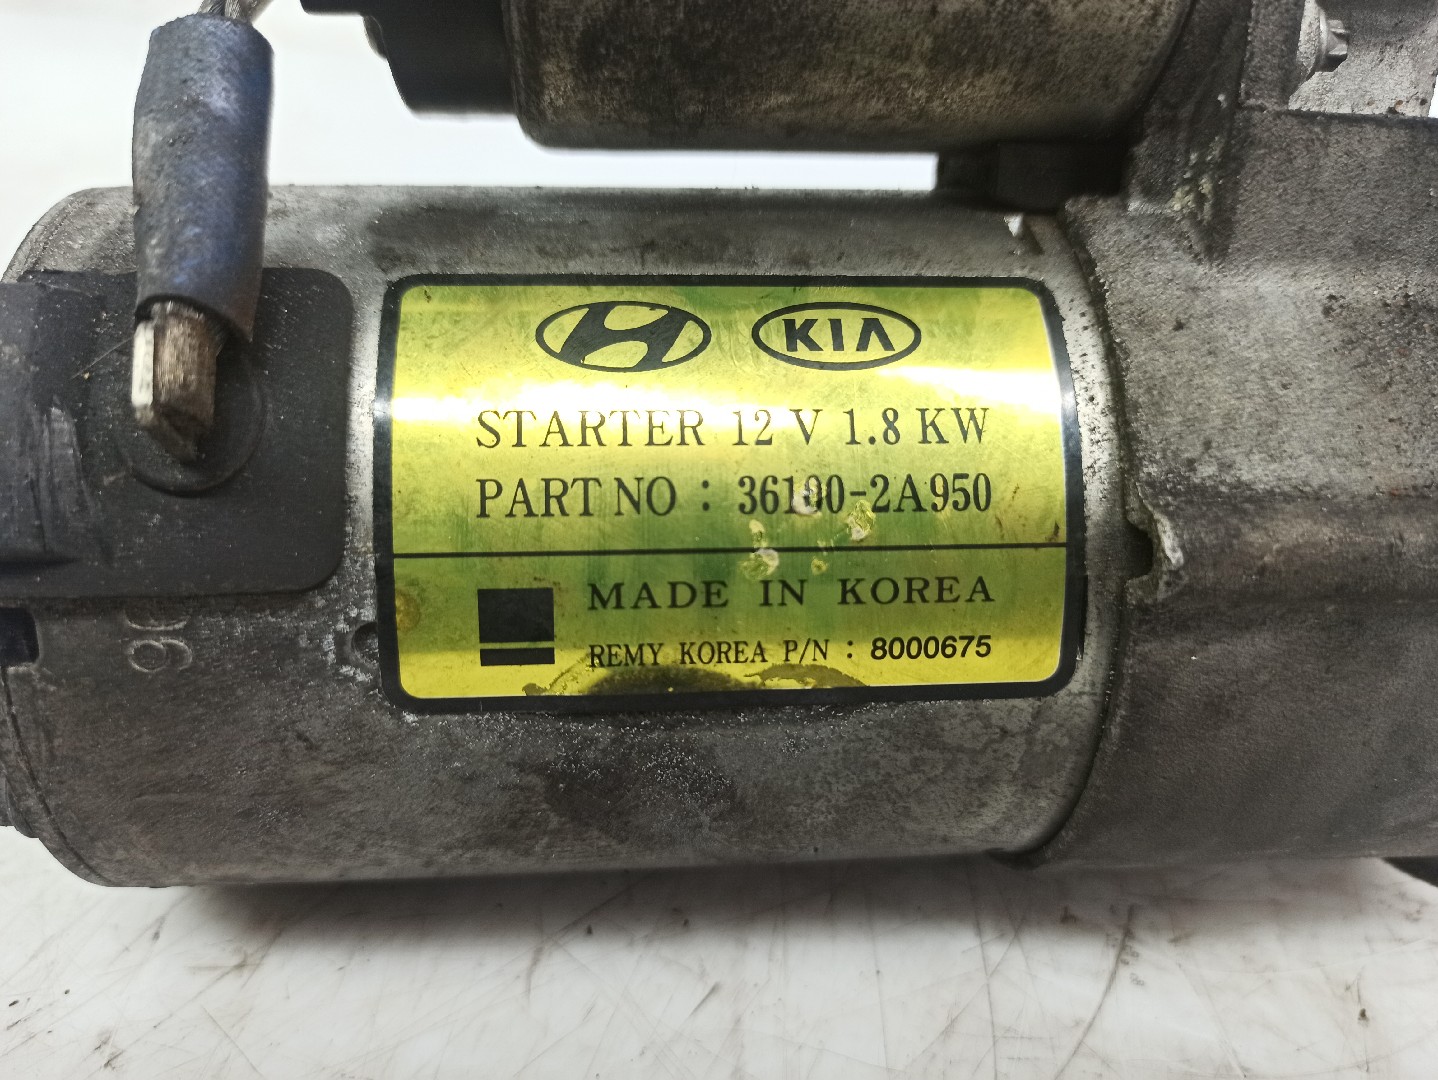 KIA
STARTER 12 V 1.8 KW
PART NO : 36100-2A950
MADE IN KOREA
REMY KOREA P/N : 8000675